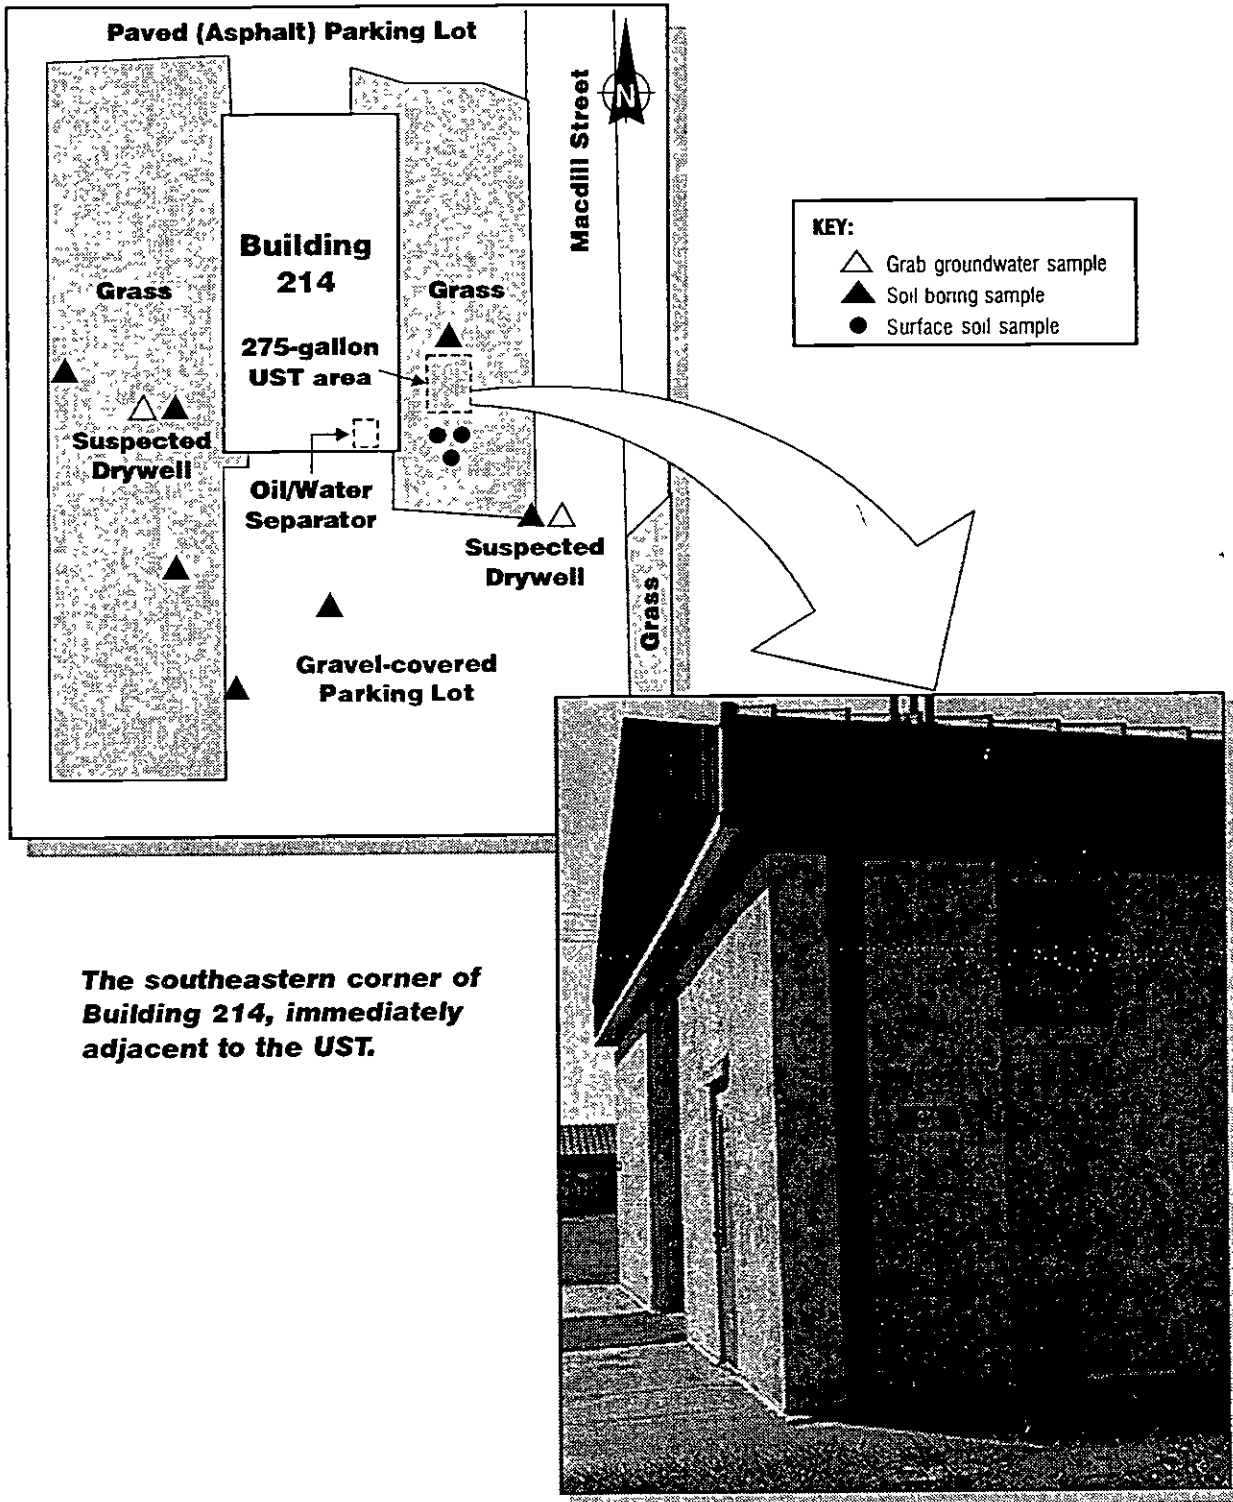 Paved (Asphalt) Parking Lot
Macdill Street
N
Building
214
Grass
Grass
275-gallon
UST area
Suspected
Drywell
Oil/Water
Separator
Suspected
Drywell
Grass
Gravel-covered
Parking Lot
KEY:
Grab groundwater sample
Soil boring sample
Surface soil sample
The southeastern corner of
Building 214, immediately
adjacent to the UST.